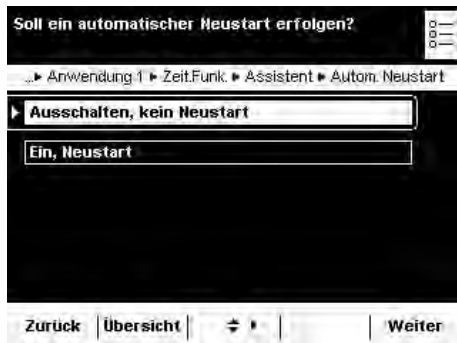 Soll ein automatischer Neustart erfolgen?
...▶ Anwendung 1 ▶ Zeit.Funk. ▶ Assistent ▶ Autom. Neustart
Ausschalten, kein Neustart
Ein, Neustart
Zurück Übersicht Weiter